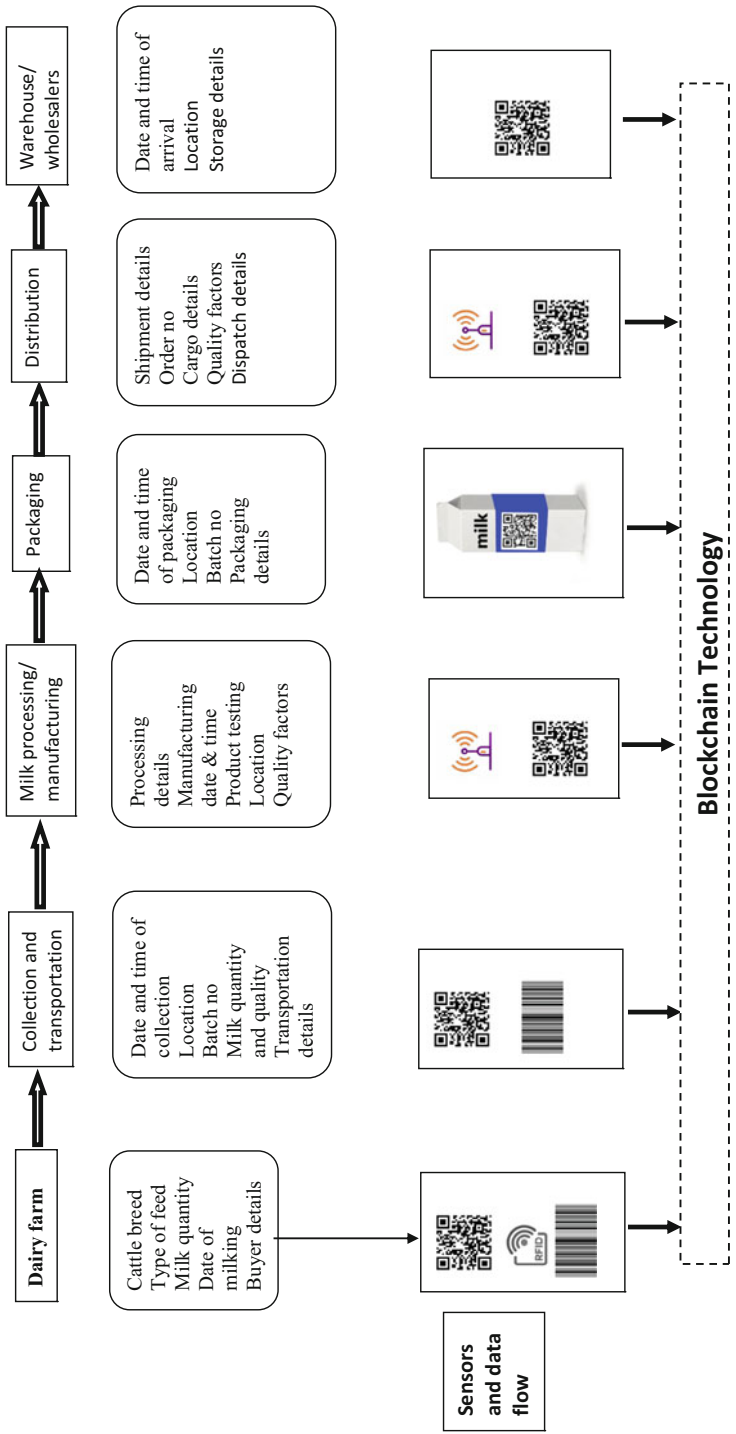 Dairy farm
Collection and
transportation
Milk processing/
manufacturing
Packaging
Distribution
Warehouse/
wholesalers
Cattle breed
Type of feed
Milk quantity
Date of
milking
Buyer details
Date and time of
collection
Location
Batch no
Milk quantity
and quality
Transportation
details
Processing
details
Manufacturing
date & time
Product testing
Location
Quality factors
Date and time
of packaging
Location
Batch no
Packaging
details
Shipment details
Order no
Cargo details
Quality factors
Dispatch details
Date and time of
arrival
Location
Storage details
Sensors
and data
flow
RFID
milk
Blockchain Technology